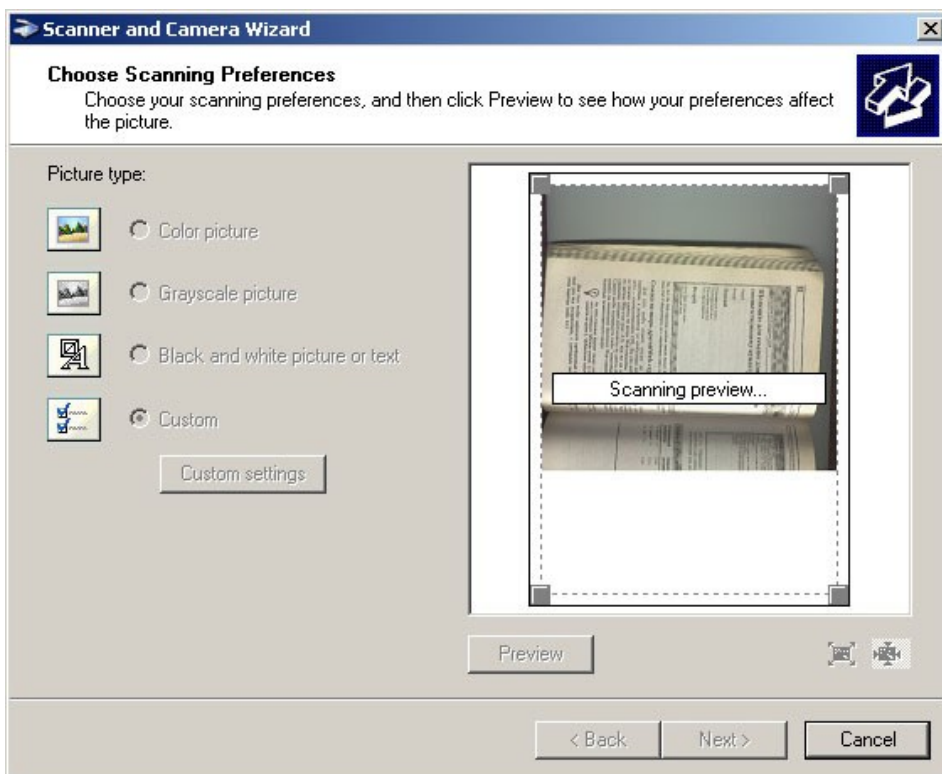 Scanner and Camera Wizard
Choose Scanning Preferences
Choose your scanning preferences, and then click Preview to see how your preferences affect
the picture.
Picture type:
Color picture
Grayscale picture
Black and white picture or text
Custom
Custom settings
Scanning preview...
Preview
< Back
Next >
Cancel